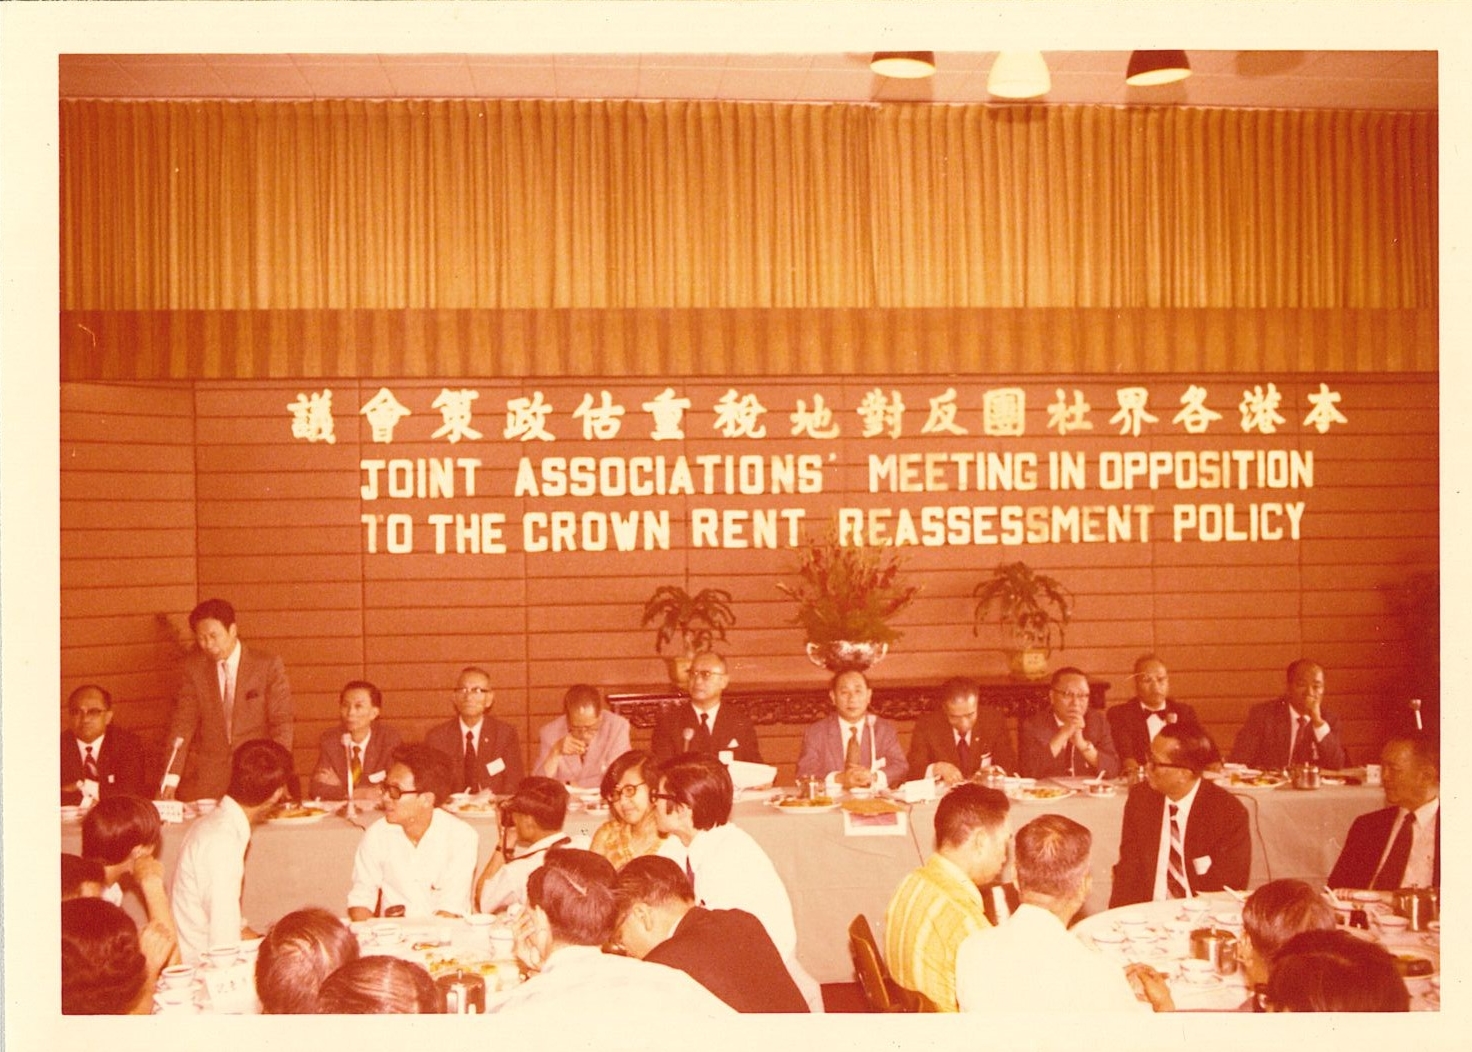 本港各界社團反對地稅重估政策會議
JOINT ASSOCIATIONS' MEETING IN OPPOSITION
TO THE CROWN RENT REASSESSMENT POLICY